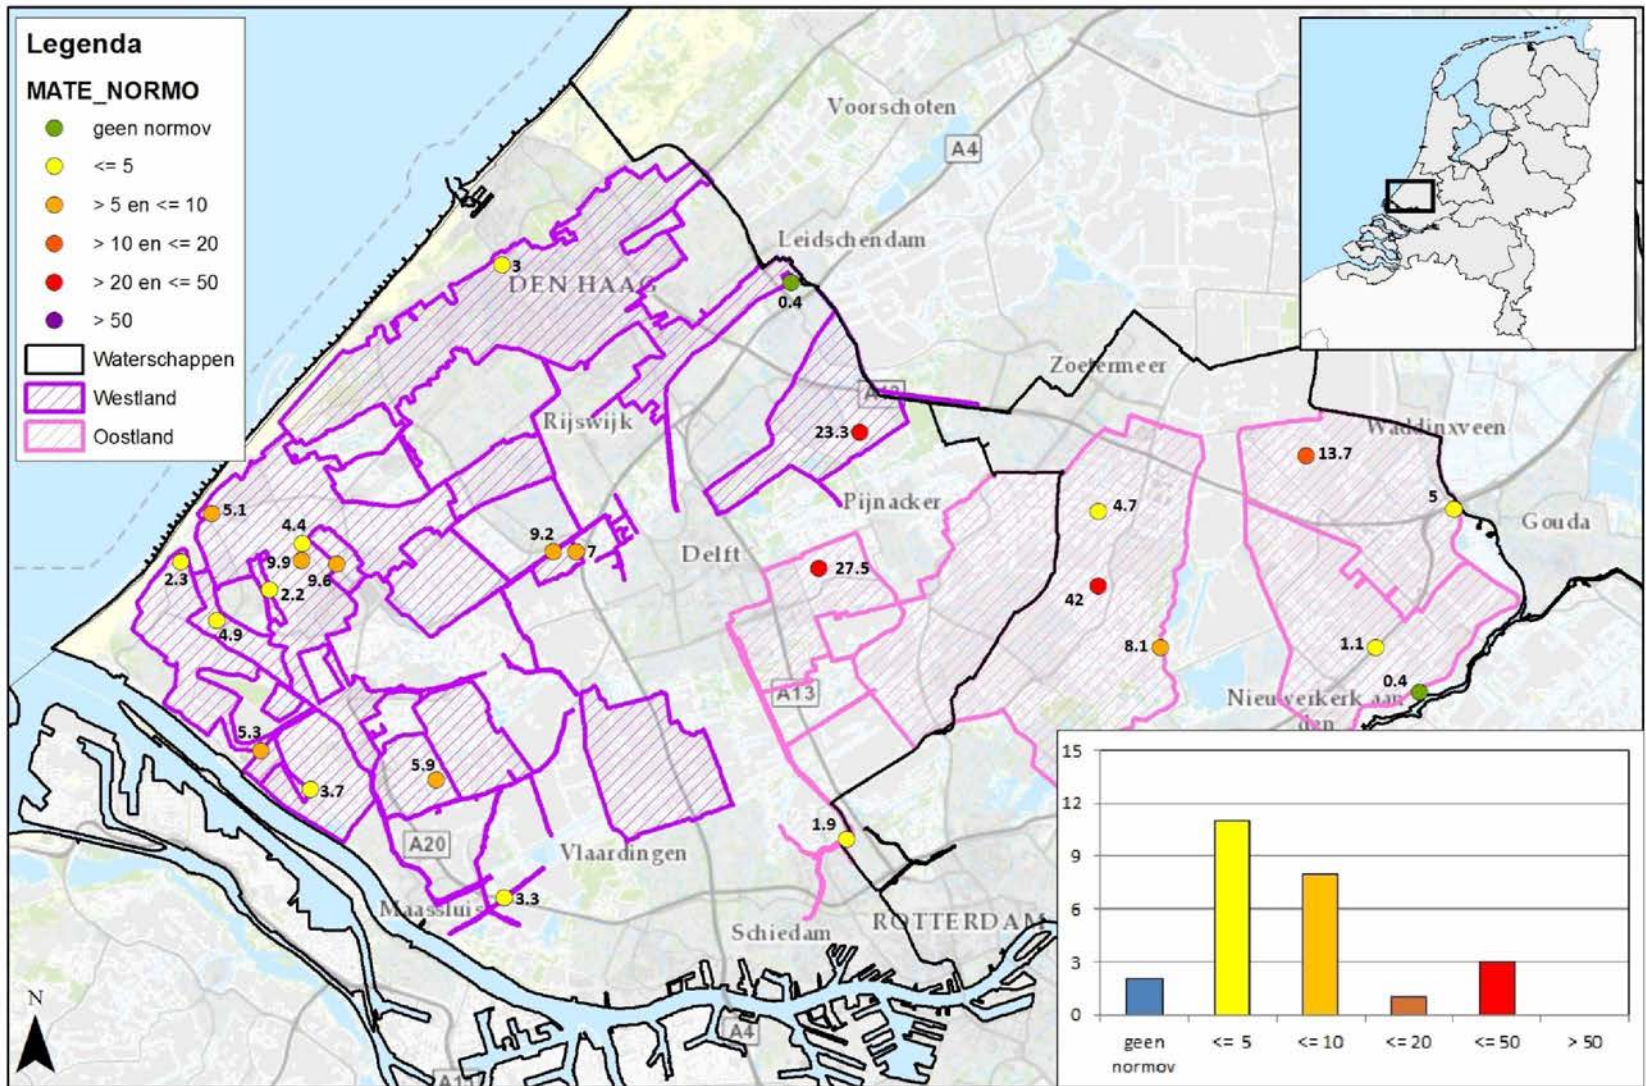 Legenda
MATE_NORMO
geen normov
<= 5
> 5 en <= 10
> 10 en <= 20
> 20 en <= 50
> 50
Waterschappen
Westland
Oostland
Voorschoten
A4
Leidschendam
3
DEN HAAG
0.4
Zoetermeer
Rijswijk
23.3
Waddinxveen
13.7
5.1
4.4
9.2
7
Pijnacker
4.7
5
Gouda
Delft
9.9
9.6
27.5
2.3
2.2
42
4.9
8.1
1.1
0.4
A13
Nieuwerkerk aan
den
5.3
5.9
3.7
1.9
A20
Vlaardingen
3.3
Maassluis
Schiedam
ROTTERDAM
N
A4
15
12
9
6
3
0
geen
normov
<= 5
<= 10
<= 20
<= 50
> 50